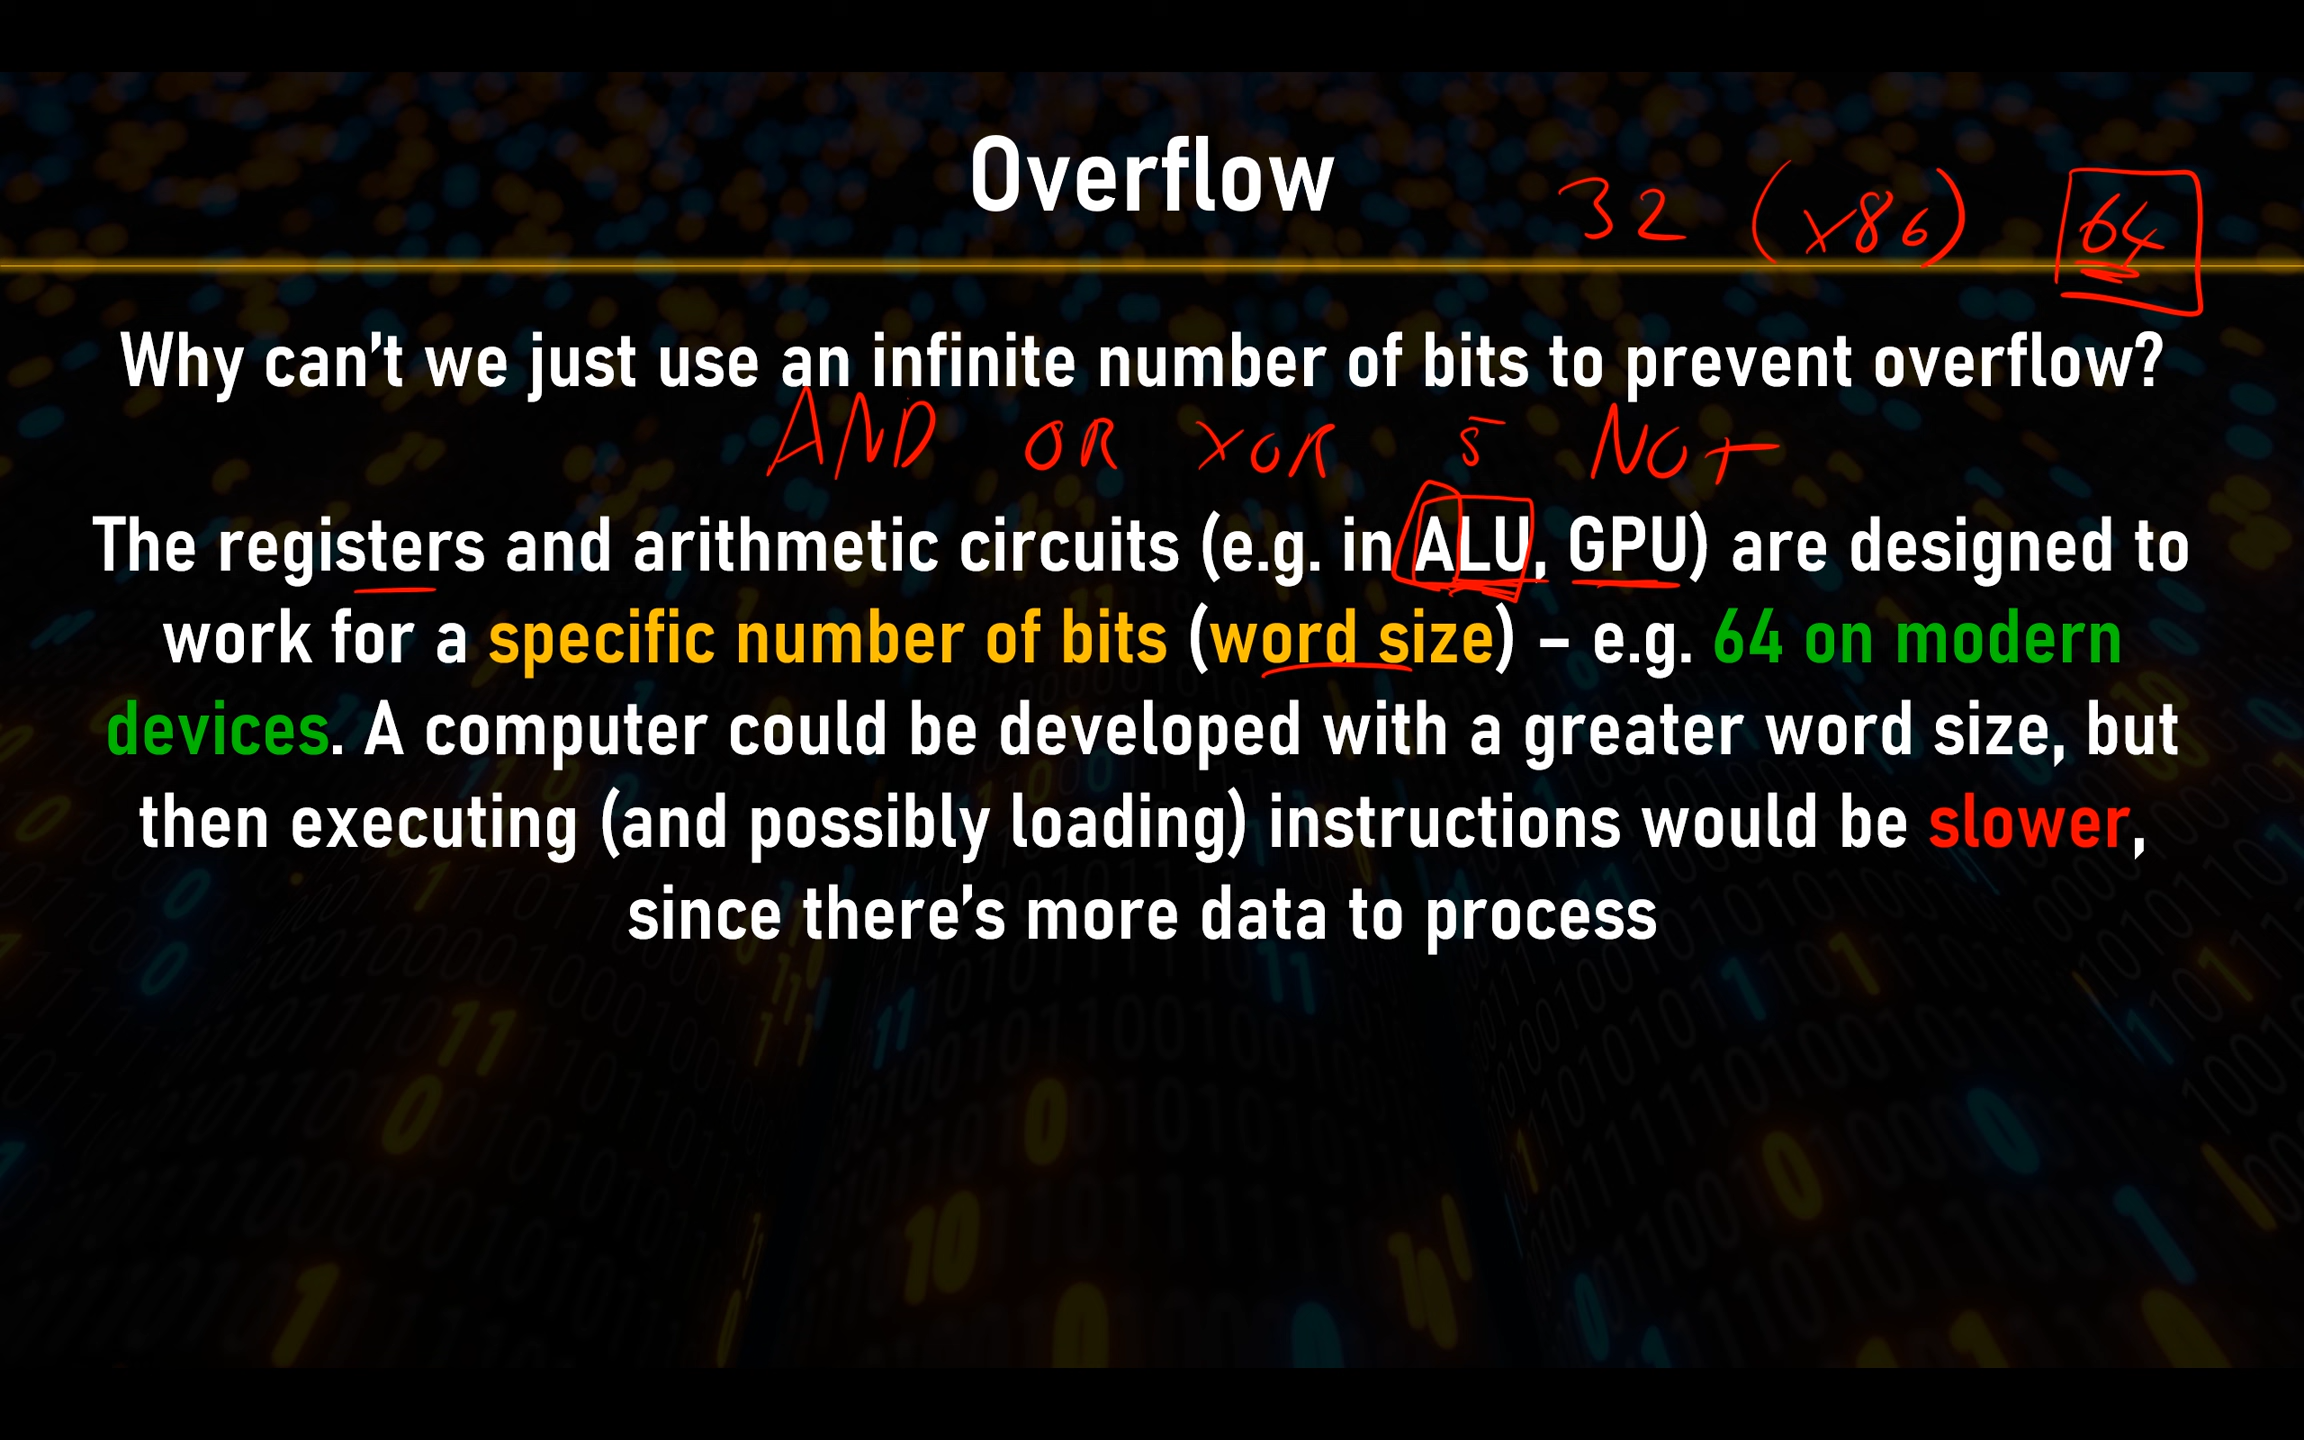 Overflow
32 (x86) 64
Why can't we just use an infinite number of bits to prevent overflow?
AND OR XOR NOT
The registers and arithmetic circuits (e.g. in ALU, GPU) are designed to
work for a specific number of bits (word size) – e.g. 64 on modern
devices. A computer could be developed with a greater word size, but
then executing (and possibly loading) instructions would be slower,
since there's more data to process